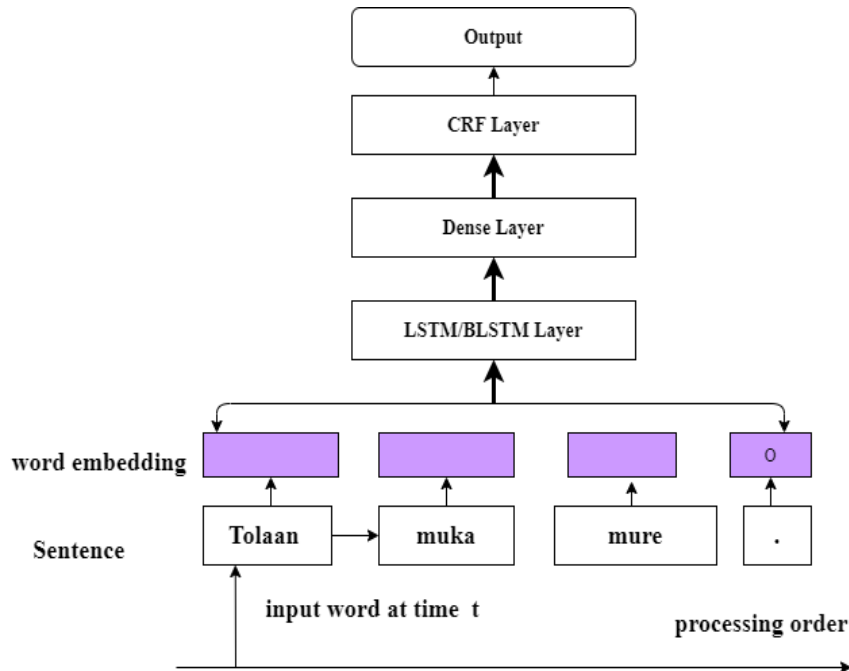 Output
CRF Layer
Dense Layer
LSTM/BLSTM Layer
word embedding
O
Sentence
Tolaan
muka
mure
.
input word at time t
processing order